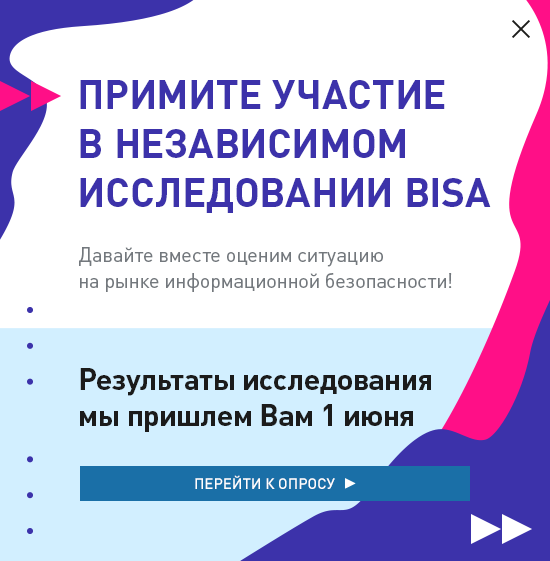 ПРИМИТЕ УЧАСТИЕ
В НЕЗАВИСИМОМ
ИССЛЕДОВАНИИ BISA
Давайте вместе оценим ситуацию
на рынке информационной безопасности!
Результаты исследования
мы пришлем Вам 1 июня
ПЕРЕЙТИ К ОПРОСУ